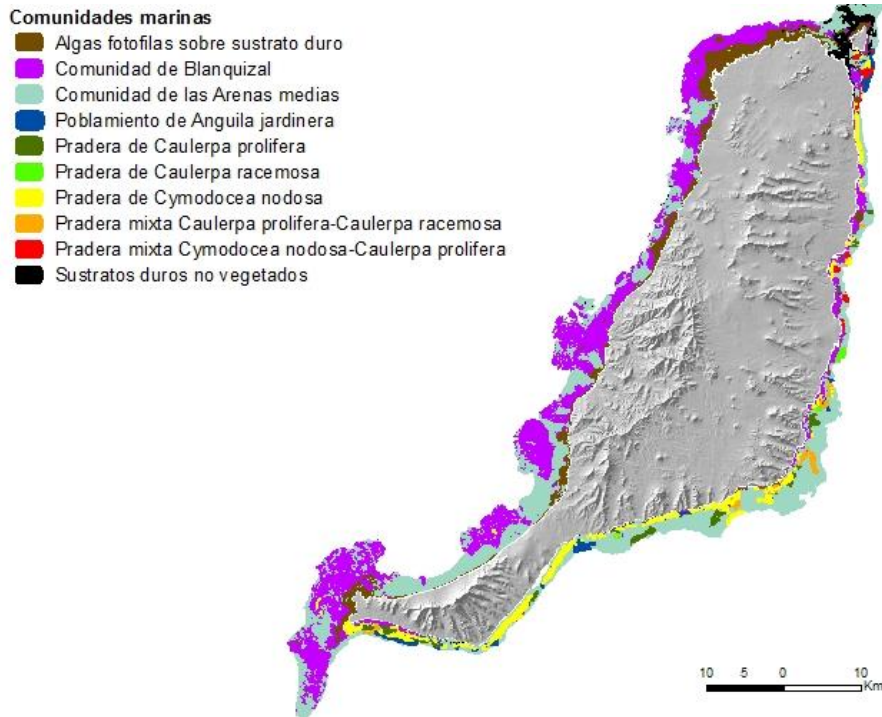 Comunidades marinas
Algas fotofilas sobre sustrato duro
Comunidad de Blanquizal
Comunidad de las Arenas medias
Poblamiento de Anguila jardinera
Pradera de Caulerpa prolifera
Pradera de Caulerpa racemosa
Pradera de Cymodocea nodosa
Pradera mixta Caulerpa prolifera-Caulerpa racemosa
Pradera mixta Cymodocea nodosa-Caulerpa prolifera
Sustratos duros no vegetados
10 5 0 10
Km